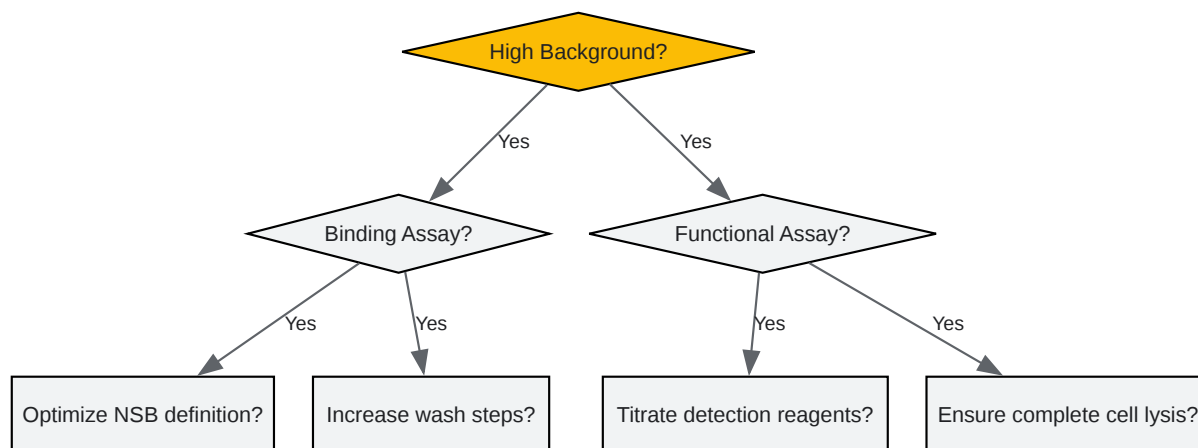 High Background?
Yes
Yes
Binding Assay?
Functional Assay?
Yes
Yes
Yes
Yes
Optimize NSB definition?
Increase wash steps?
Titrate detection reagents?
Ensure complete cell lysis?